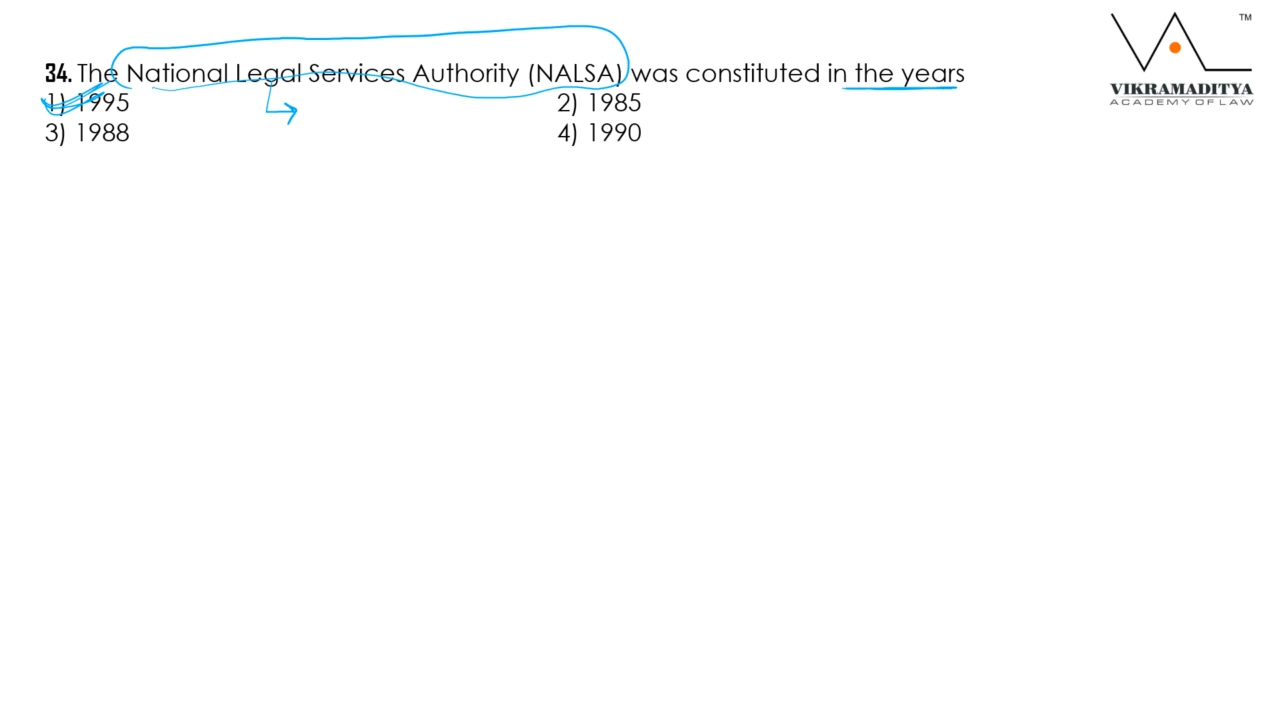 34. The National Legal Services Authority (NALSA) was constituted in the years
1) 1995 2) 1985
3) 1988 4) 1990
TM
VIKRAMADITYA
ACADEMY OF LAW